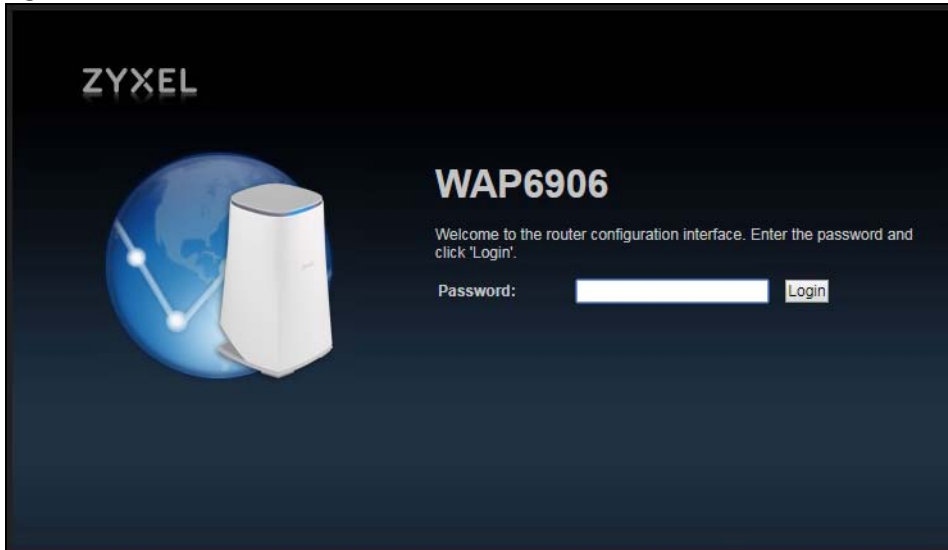 ZYXEL
WAP6906
Welcome to the router configuration interface. Enter the password and
click 'Login'.
Password:
Login